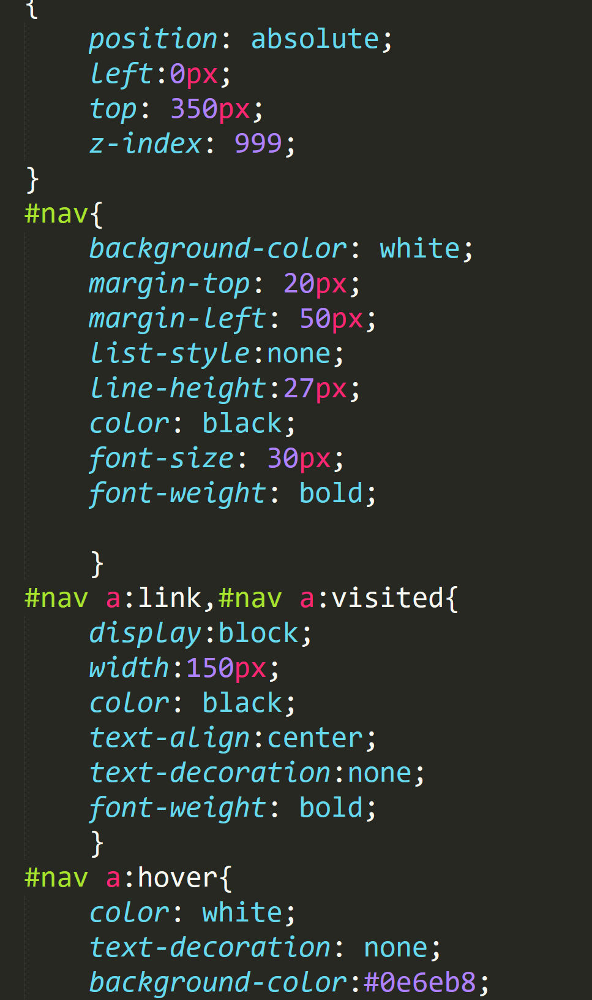 {
position: absolute;
left:0px;
top: 350px;
z-index: 999;
}
#nav{
background-color: white;
margin-top: 20px;
margin-left: 50px;
list-style:none;
line-height:27px;
color: black;
font-size: 30px;
font-weight: bold;
}
#nav a:link,#nav a:visited{
display:block;
width:150px;
color: black;
text-align:center;
text-decoration:none;
font-weight: bold;
}
#nav a:hover{
color: white;
text-decoration: none;
background-color:#0e6eb8;